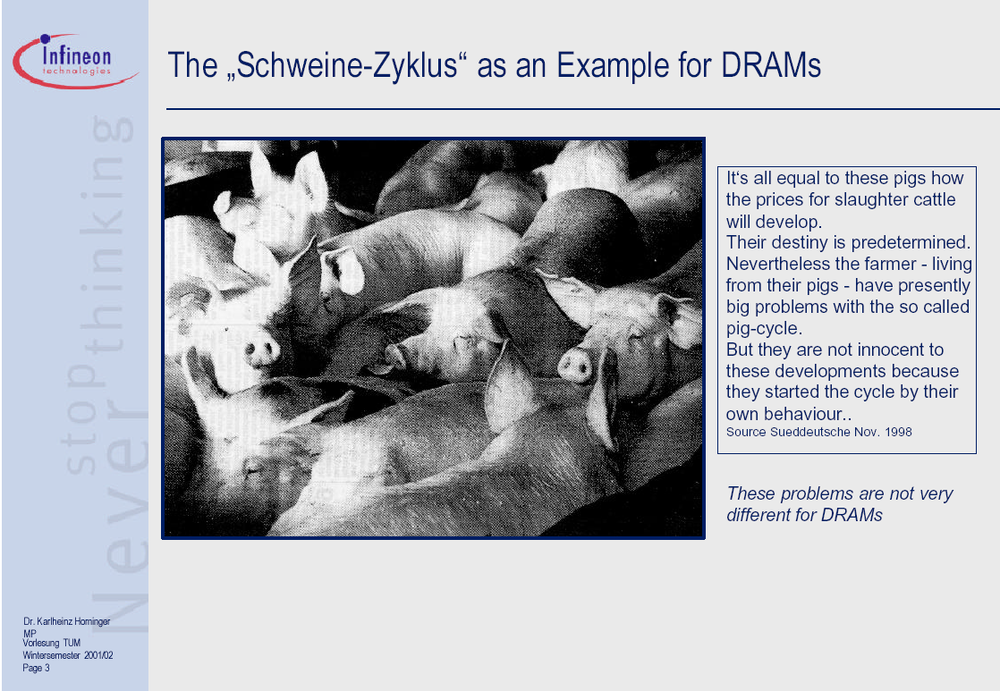 Infineon
technologies
The „Schweine-Zyklus“ as an Example for DRAMs
It‘s all equal to these pigs how
the prices for slaughter cattle
will develop.
Their destiny is predetermined.
Nevertheless the farmer - living
from their pigs - have presently
big problems with the so called
pig-cycle.
But they are not innocent to
these developments because
they started the cycle by their
own behaviour..
Source Sueddeutsche Nov. 1998
These problems are not very
different for DRAMs
Never
stop
thinking
Dr. Karlheinz Horninger
MP
Vorlesung TUM
Wintersemester 2001/02
Page 3